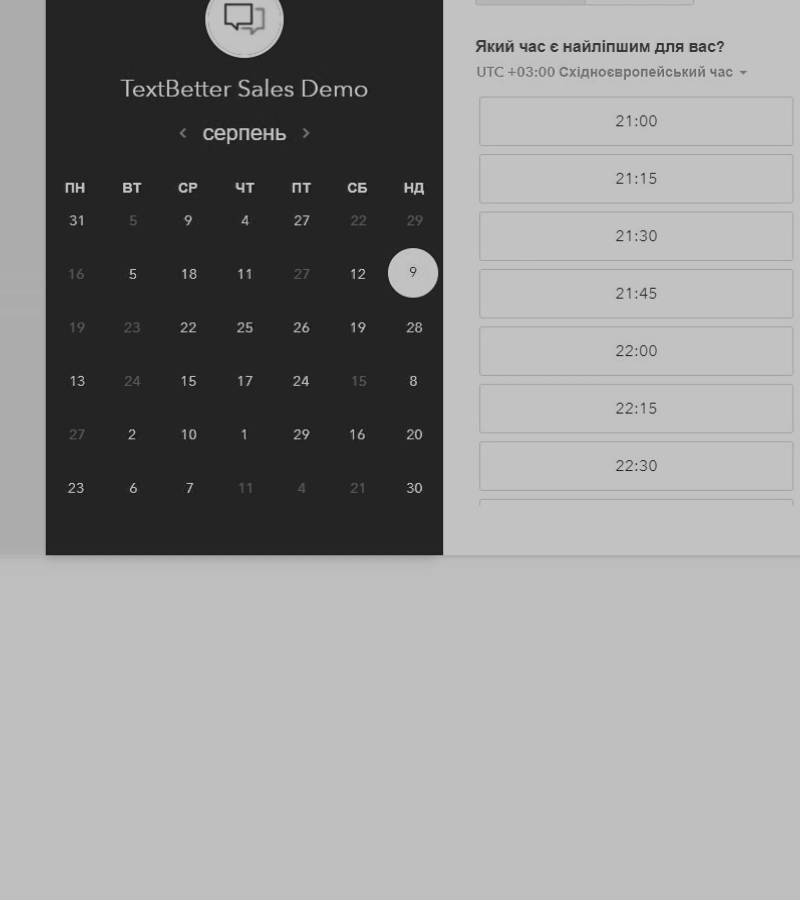 TextBetter Sales Demo
‹ серпень ›
ПН ВТ СР ЧТ ПТ СБ НД
31 5 9 4 27 22 29
16 5 18 11 27 12 9
19 23 22 25 26 19 28
13 24 15 17 24 15 8
27 2 10 1 29 16 20
23 6 7 11 4 21 30
Який час є найліпшим для вас?
UTC +03:00 Східноєвропейський час
21:00
21:15
21:30
21:45
22:00
22:15
22:30